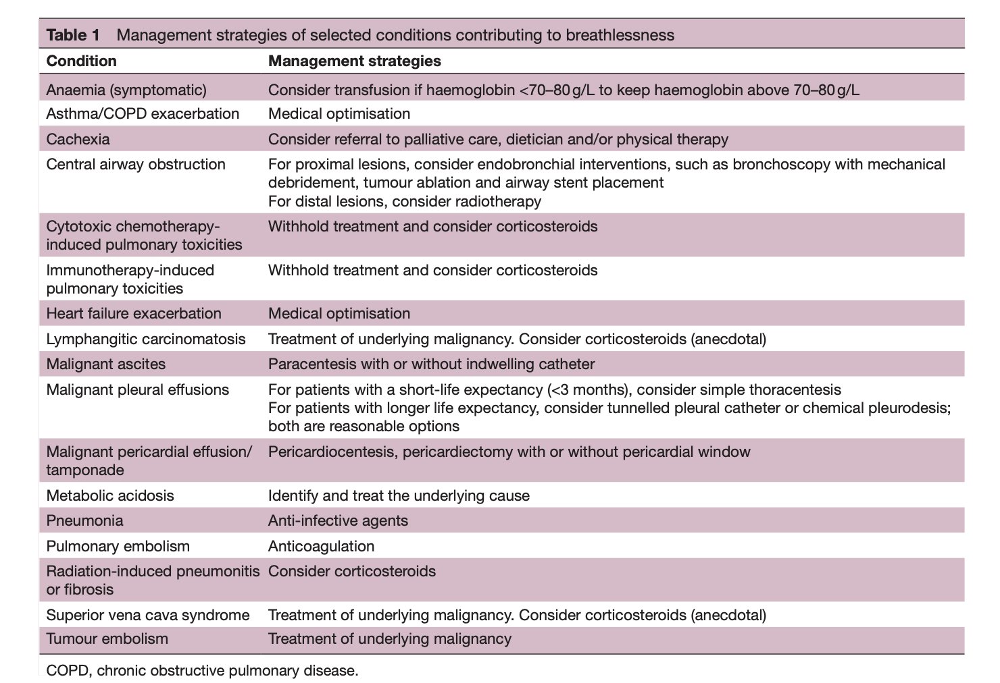 Table 1 Management strategies of selected conditions contributing to breathlessness
Condition Management strategies
Anaemia (symptomatic) Consider transfusion if haemoglobin <70–80 g/L to keep haemoglobin above 70–80 g/L
Asthma/COPD exacerbation Medical optimisation
Cachexia Consider referral to palliative care, dietician and/or physical therapy
Central airway obstruction For proximal lesions, consider endobronchial interventions, such as bronchoscopy with mechanical
debridement, tumour ablation and airway stent placement
For distal lesions, consider radiotherapy
Cytotoxic chemotherapy- Withhold treatment and consider corticosteroids
induced pulmonary toxicities
Immunotherapy-induced Withhold treatment and consider corticosteroids
pulmonary toxicities
Heart failure exacerbation Medical optimisation
Lymphangitic carcinomatosis Treatment of underlying malignancy. Consider corticosteroids (anecdotal)
Malignant ascites Paracentesis with or without indwelling catheter
Malignant pleural effusions For patients with a short-life expectancy (<3 months), consider simple thoracentesis
For patients with longer life expectancy, consider tunnelled pleural catheter or chemical pleurodesis;
both are reasonable options
Malignant pericardial effusion/ Pericardiocentesis, pericardiectomy with or without pericardial window
tamponade
Metabolic acidosis Identify and treat the underlying cause
Pneumonia Anti-infective agents
Pulmonary embolism Anticoagulation
Radiation-induced pneumonitis Consider corticosteroids
or fibrosis
Superior vena cava syndrome Treatment of underlying malignancy. Consider corticosteroids (anecdotal)
Tumour embolism Treatment of underlying malignancy
COPD, chronic obstructive pulmonary disease.